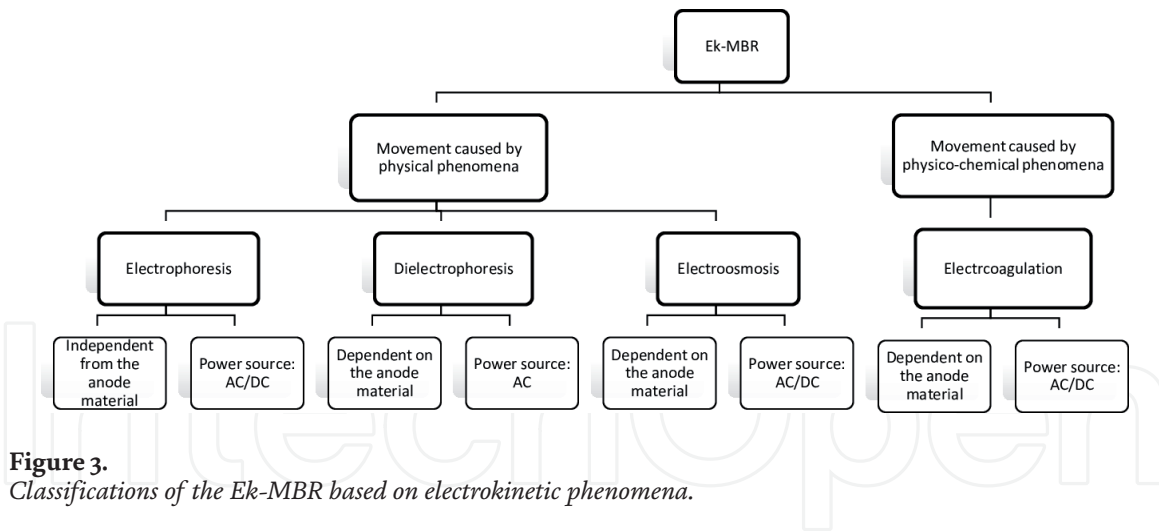 Ek-MBR
Movement caused by
physical phenomena
Movement caused by
physico-chemical phenomena
Electrophoresis
Dielectrophoresis
Electroosmosis
Electrcoagulation
Independent
from the
anode
material
Power source:
AC/DC
Dependent on
the anode
material
Power source:
AC
Dependent on
the anode
material
Power source:
AC/DC
Dependent on
the anode
material
Power source:
AC/DC
IntechOpen
Figure 3.
Classifications of the Ek-MBR based on electrokinetic phenomena.